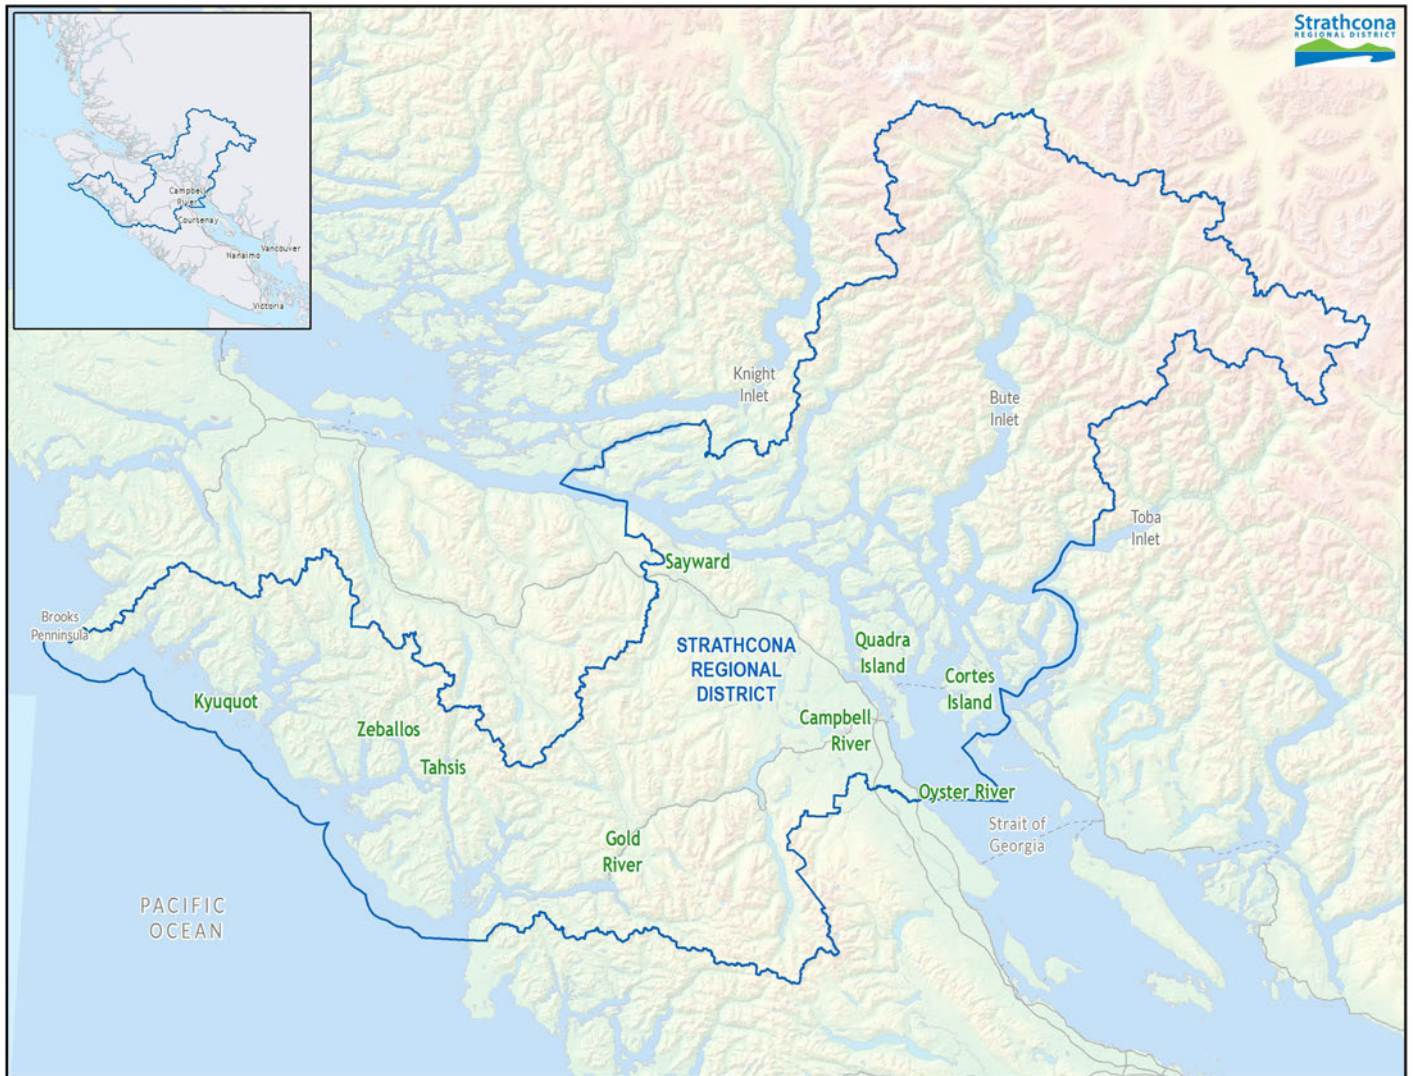 Strathcona
REGIONAL DISTRICT
Campbell
River
Courtenay
Vancouver
Nanaimo
Victoria
Knight
Inlet
Bute
Inlet
Toba
Inlet
Sayward
Brooks
Penninsula
STRATHCONA
REGIONAL
DISTRICT
Quadra
Island
Cortes
Island
Kyuquot
Zeballos
Tahsis
Campbell
River
Oyster River
Strait of
Georgia
Gold
River
PACIFIC
OCEAN